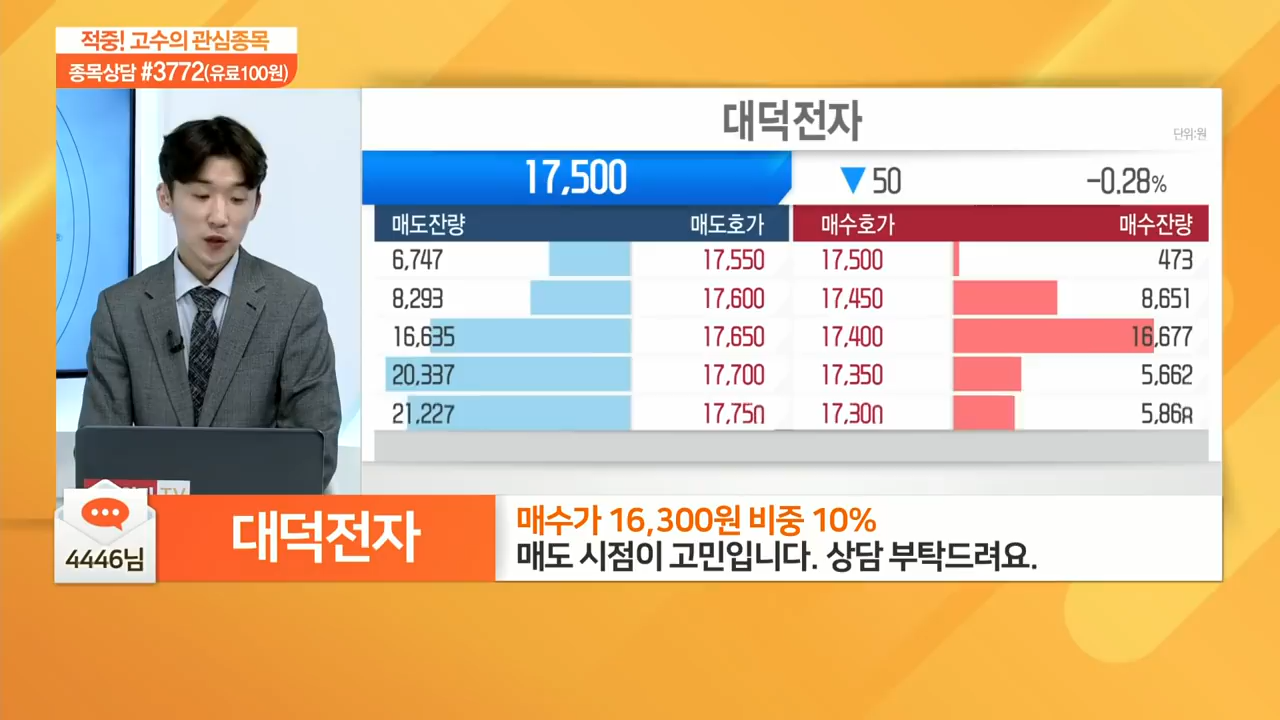 적중! 고수의 관심종목
종목상담 #3772(유료100원)
대덕전자
단위:원
17,500 ▼ 50 -0.28%
매도잔량 매도호가 매수호가 매수잔량
6,747 17,550 17,500 473
8,293 17,600 17,450 8,651
16,635 17,650 17,400 16,677
20,337 17,700 17,350 5,662
21,227 17,750 17,300
TV
4446님
대덕전자
매수가 16,300원 비중 10%
매도 시점이 고민입니다. 상담 부탁드려요.